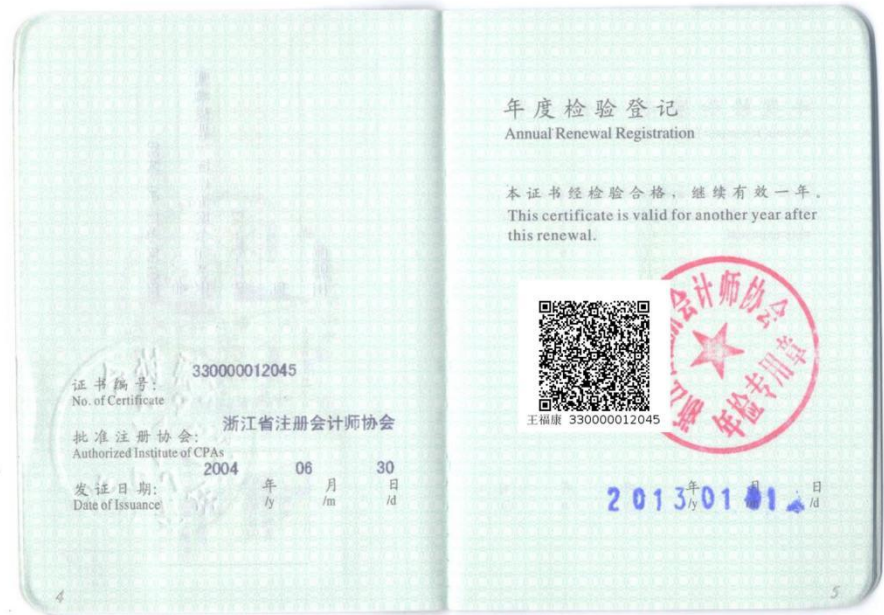 证书编号：
No. of Certificate
330000012045
批准注册协会：
Authorized Institute of CPAs
浙江省注册会计师协会
发证日期：
Date of Issuance
2004 年 06 月 30 日
/y /m /d
4
年度检验登记
Annual Renewal Registration
本证书经检验合格，继续有效一年。
This certificate is valid for another year after
this renewal.
会计师协会
年检专用章
王福康 330000012045
2013 年 01 日
/y /d
5